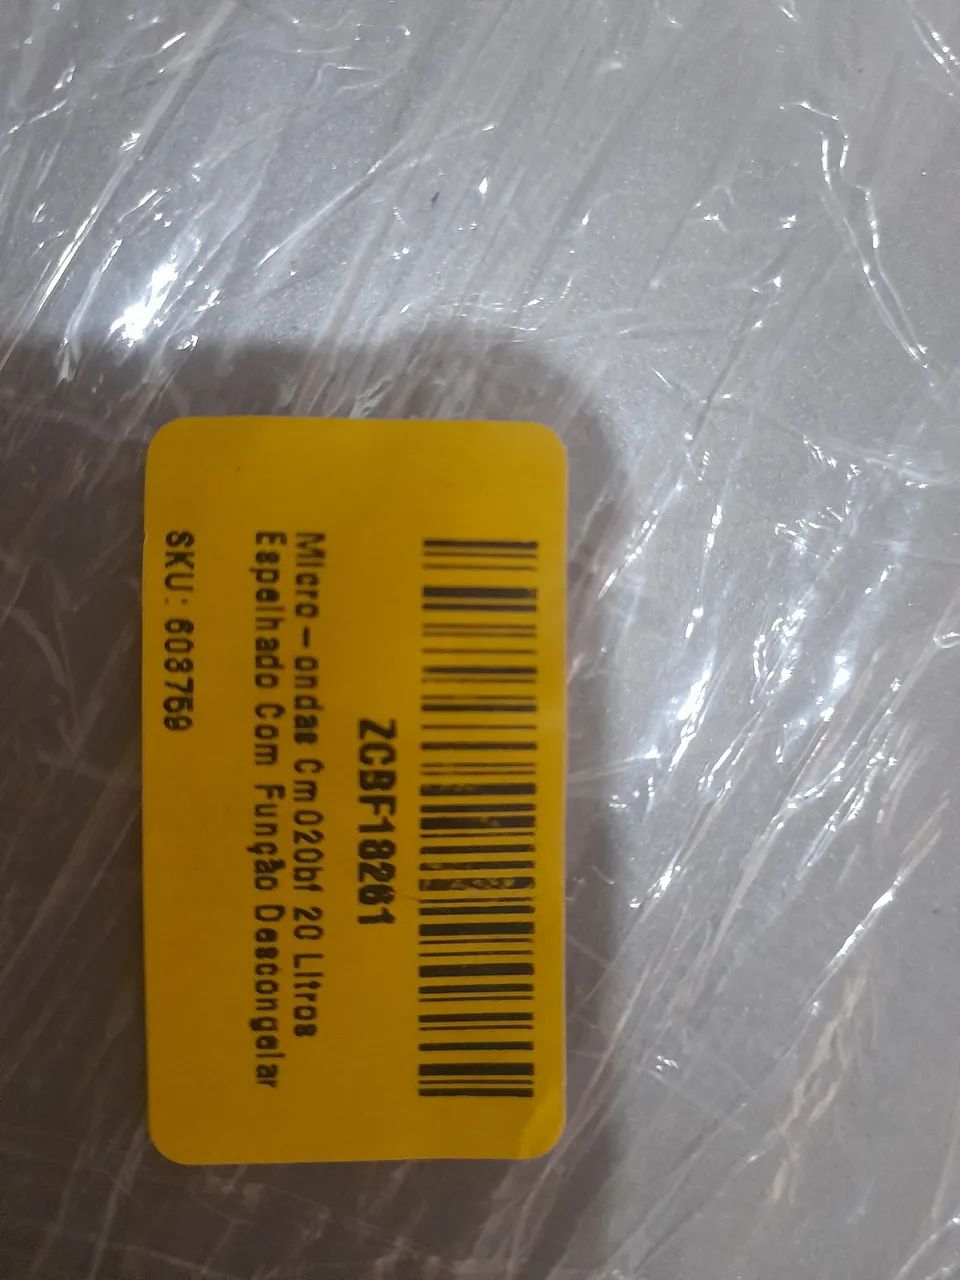 ZCBF18261
Micro-ondas Cm020bf 20 Litros
Espelhado Com Função Descongelar
SKU: 608759